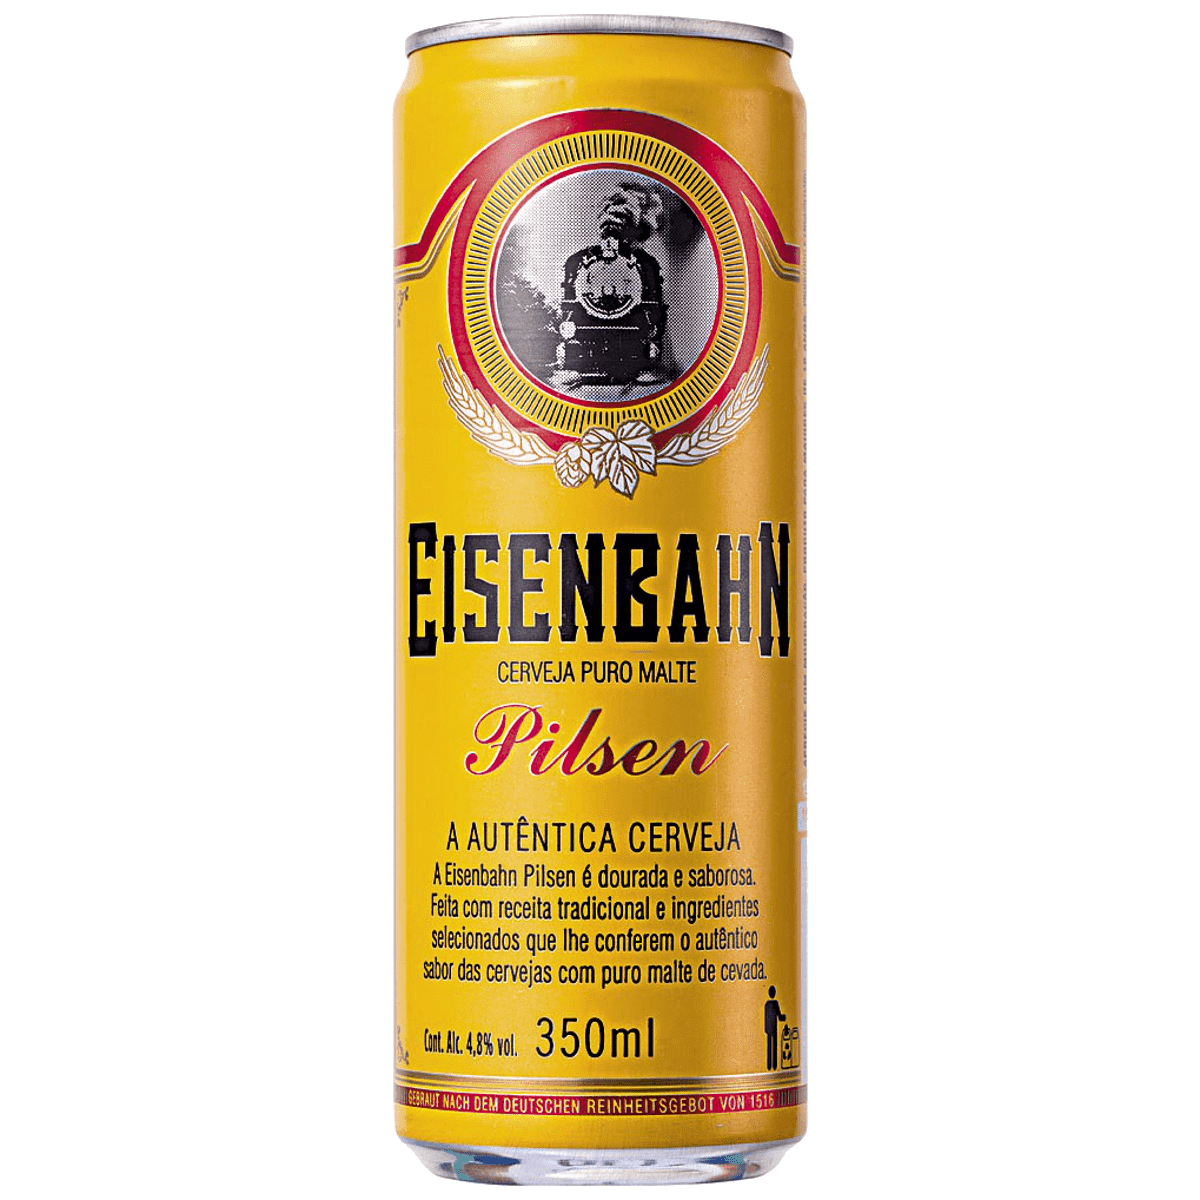 EISENBAHN
CERVEJA PURO MALTE
Pilsen
A AUTÊNTICA CERVEJA
A Eisenbahn Pilsen é dourada e saborosa.
Feita com receita tradicional e ingredientes
selecionados que lhe conferem o autêntico
sabor das cervejas com puro malte de cevada.
Cont. Alc. 4,8% vol. 350ml
GEBRAUT NACH DEM DEUTSCHEN REINHEITSGEBOT VON 1516